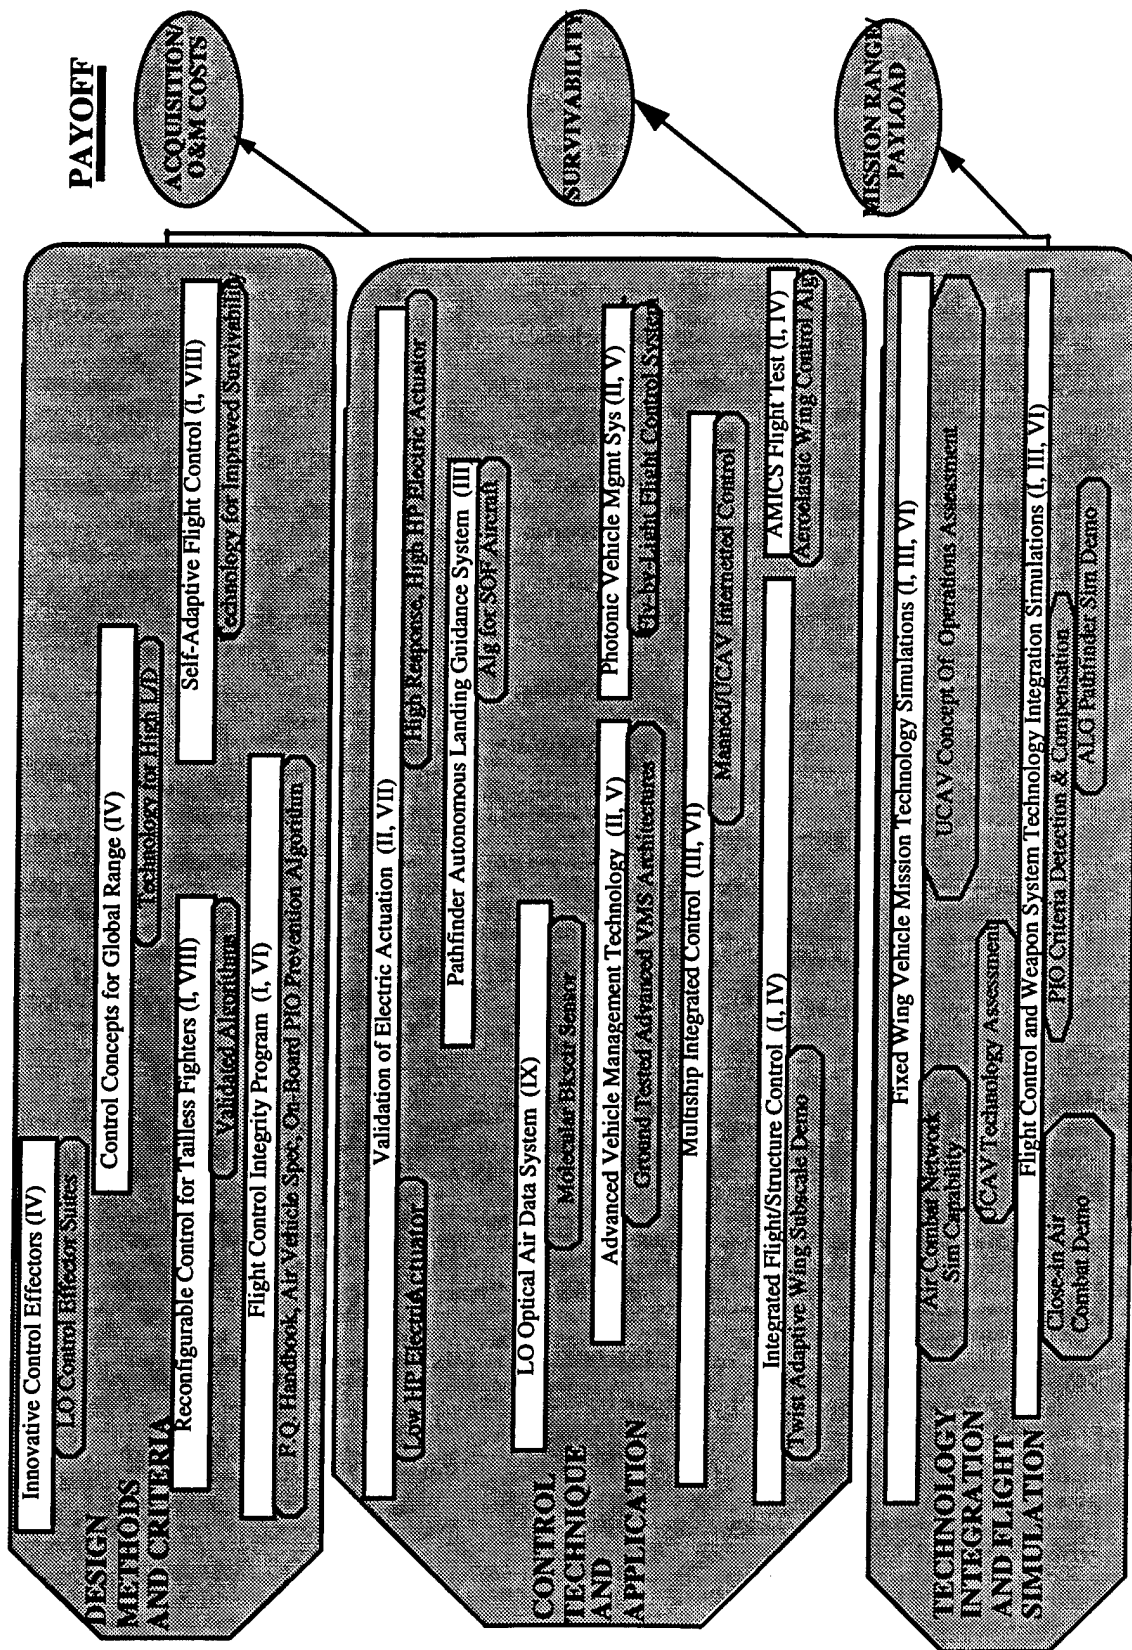 PAYOFF
ACQUISITION/
O&M COSTS
SURVIVABILITY
MISSION RANGE/
PAYLOAD
Innovative Control Effectors (IV)
LO Control Effector Suites
Control Concepts for Global Range (IV)
Technology for High L/D
Reconfigurable Control for Tailess Fighters (I, VIII)
Validated Algorithms
Self-Adaptive Flight Control (I, VIII)
Technology for Improved Survivability
Flight Control Integrity Program (I, VI)
F.Q. Handbook, Air Vehicle Spec, On-Board PIO Prevention Algorithm
DESIGN
METHODS
AND CRITERIA
Validation of Electric Actuation (II, VII)
Low HP Electric Actuator
High Response, High HP Electric Actuator
Pathfinder Autonomous Landing Guidance System (III)
Alg for SOF Aircraft
LO Optical Air Data System (IX)
Molecular Bksctr Sensor
Advanced Vehicle Management Technology (II, V)
Ground Tested Advanced VMS Architectures
Photonic Vehicle Mgmt Sys (II, V)
Fly-by-Light Flight Control System
Multiship Integrated Control (III, VI)
Manned/UCAV Internetted Control
Integrated Flight/Structure Control (I, IV)
Twist Adaptive Wing Subscale Demo
AMICS Flight Test (I, IV)
Aeroelastic Wing Control Alg
CONTROL
TECHNIQUE
AND
APPLICATION
Fixed Wing Vehicle Mission Technology Simulations (I, III, VI)
Air Combat Network
Sim Capability
UCAV Concept Of Operations Assessment
UCAV Technology Assessment
Flight Control and Weapon System Technology Integration Simulations (I, III, VI)
Close-in Air
Combat Demo
PIO Criteria Detection & Compensation
ALG Pathfinder Sim Demo
TECHNOLOGY
INTEGRATION
AND FLIGHT
SIMULATION